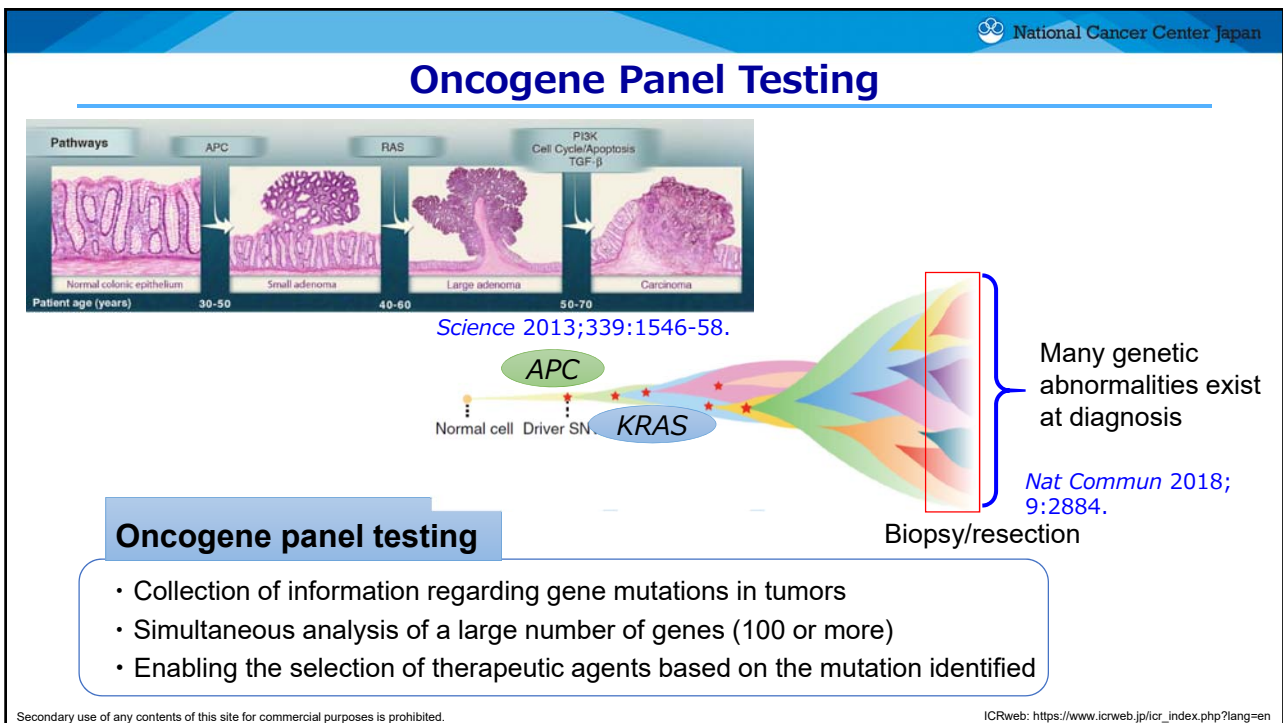 National Cancer Center Japan
Oncogene Panel Testing
Pathways
APC
RAS
PI3K
Cell Cycle/Apoptosis
TGF-β
Normal colonic epithelium
Small adenoma
Large adenoma
Carcinoma
Patient age (years)
30-50
40-60
50-70
Science 2013;339:1546-58.
APC
Normal cell
Driver SN
KRAS
Many genetic
abnormalities exist
at diagnosis
Nat Commun 2018;
9:2884.
Biopsy/resection
Oncogene panel testing
・Collection of information regarding gene mutations in tumors
・Simultaneous analysis of a large number of genes (100 or more)
・Enabling the selection of therapeutic agents based on the mutation identified
Secondary use of any contents of this site for commercial purposes is prohibited.
ICRweb: https://www.icrweb.jp/icr_index.php?lang=en